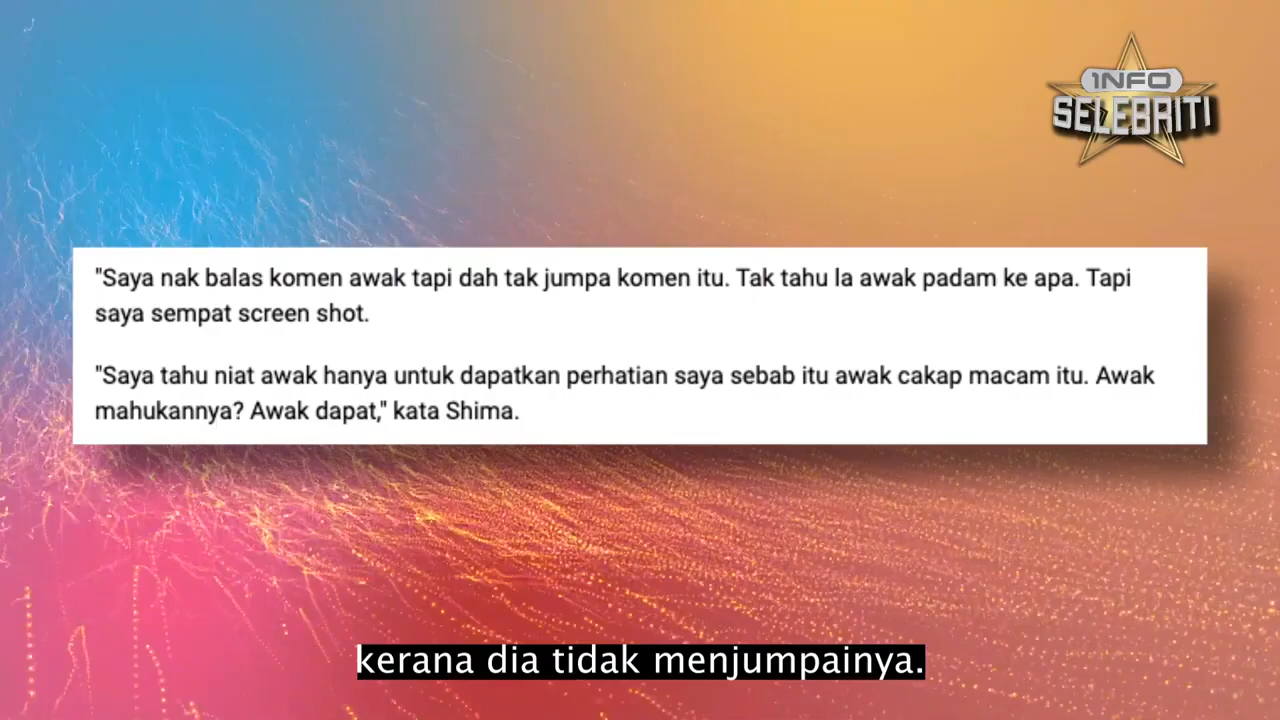 1NFO
SELEBRITI
"Saya nak balas komen awak tapi dah tak jumpa komen itu. Tak tahu la awak padam ke apa. Tapi
saya sempat screen shot.
"Saya tahu niat awak hanya untuk dapatkan perhatian saya sebab itu awak cakap macam itu. Awak
mahukannya? Awak dapat," kata Shima.
kerana dia tidak menjumpainya.